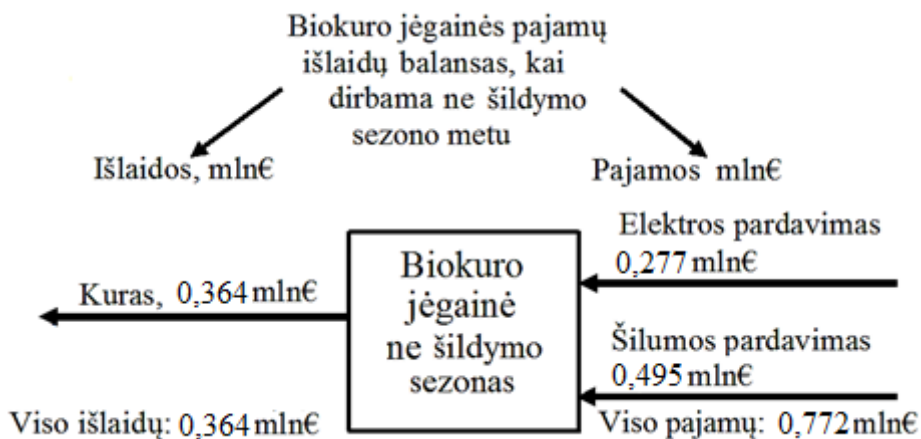 Biokuro jėgainės pajamų
išlaidų balansas, kai
dirbama ne šildymo
sezono metu
Išlaidos, mln€
Pajamos mln€
Elektros pardavimas
0,277 mln€
Kuras, 0,364 mln€
Biokuro
jėgainė
ne šildymo
sezonas
Šilumos pardavimas
0,495 mln€
Viso išlaidų: 0,364 mln€
Viso pajamų: 0,772 mln€